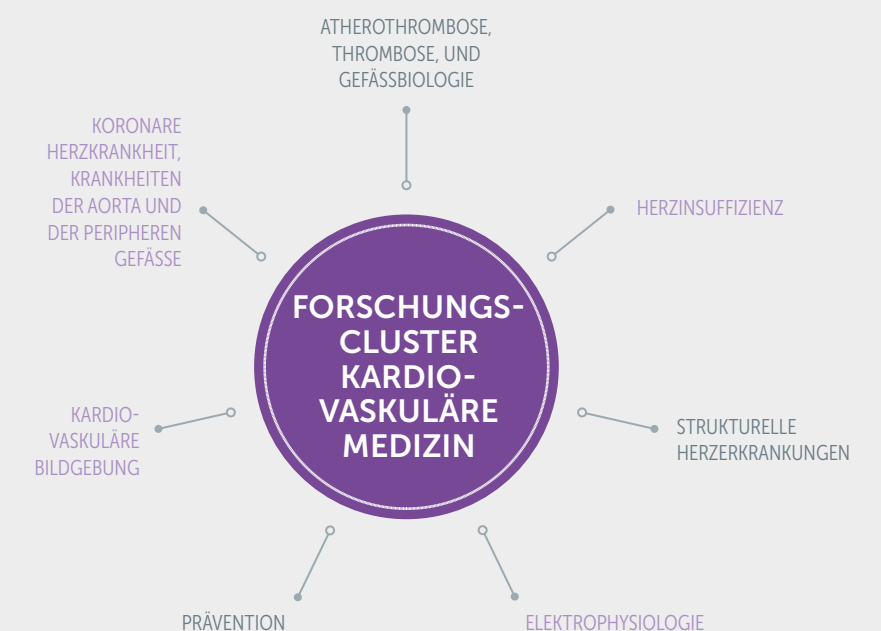 ATHEROTHROMBOSE,
THROMBOSE, UND
GEFÄSSBIOLOGIE
KORONARE
HERZKRANKHEIT,
KRANKHEITEN
DER AORTA UND
DER PERIPHEREN
GEFÄSSE
HERZINSUFFIZIENZ
FORSCHUNGS-
CLUSTER
KARDIO-
VASKULÄRE
MEDIZIN
KARDIO-
VASKULÄRE
BILDGEBUNG
STRUKTURELLE
HERZERKRANKUNGEN
PRÄVENTION
ELEKTROPHYSIOLOGIE